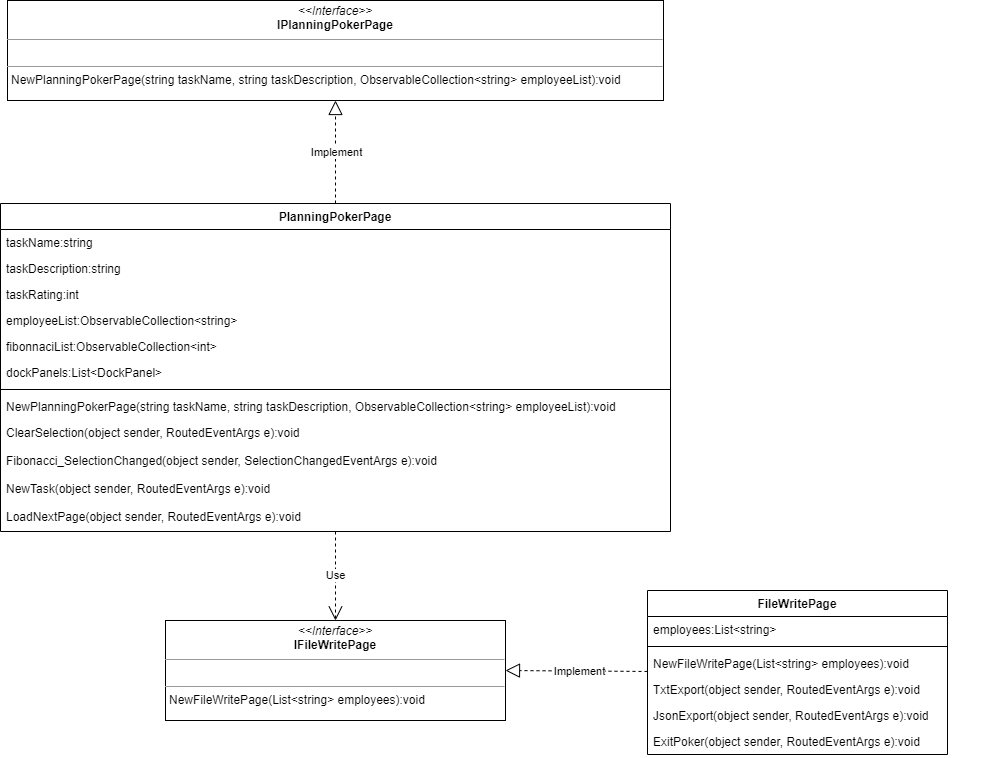 <<Interface>>
IPlanningPokerPage
NewPlanningPokerPage(string taskName, string taskDescription, ObservableCollection<string> employeeList):void
Implement
PlanningPokerPage
taskName:string
taskDescription:string
taskRating:int
employeeList:ObservableCollection<string>
fibonnaciList:ObservableCollection<int>
dockPanels:List<DockPanel>
NewPlanningPokerPage(string taskName, string taskDescription, ObservableCollection<string> employeeList):void
ClearSelection(object sender, RoutedEventArgs e):void
Fibonacci_SelectionChanged(object sender, SelectionChangedEventArgs e):void
NewTask(object sender, RoutedEventArgs e):void
LoadNextPage(object sender, RoutedEventArgs e):void
Use
<<Interface>>
IFileWritePage
NewFileWritePage(List<string> employees):void
Implement
FileWritePage
employees:List<string>
NewFileWritePage(List<string> employees):void
TxtExport(object sender, RoutedEventArgs e):void
JsonExport(object sender, RoutedEventArgs e):void
ExitPoker(object sender, RoutedEventArgs e):void